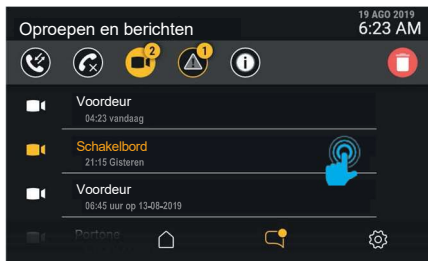 19 AGO 2019
Oproepen en berichten
6:23 AM
2
1
Voordeur
04:23 vandaag
Schakelbord
21:15 Gisteren
Voordeur
06:45 uur op 13-08-2019
Portone